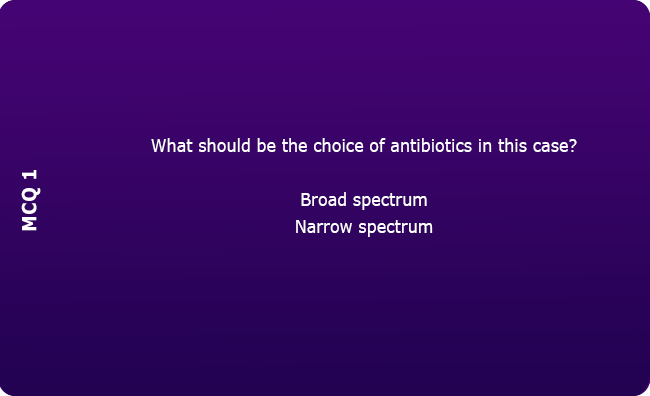 MCQ 1
What should be the choice of antibiotics in this case?
Broad spectrum
Narrow spectrum